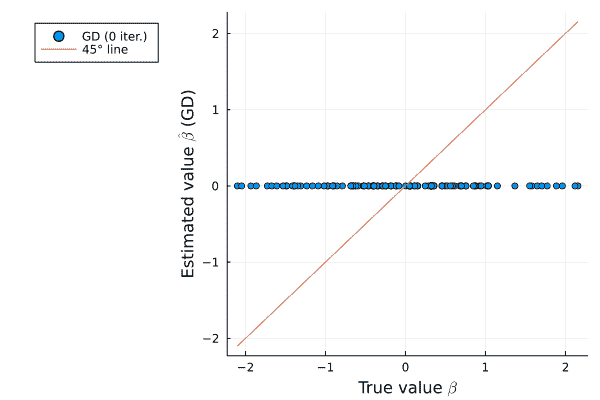 GD (0 iter.)
45° line
Estimated value β̂ (GD)
2
1
0
−1
−2
−2
−1
0
1
2
True value β